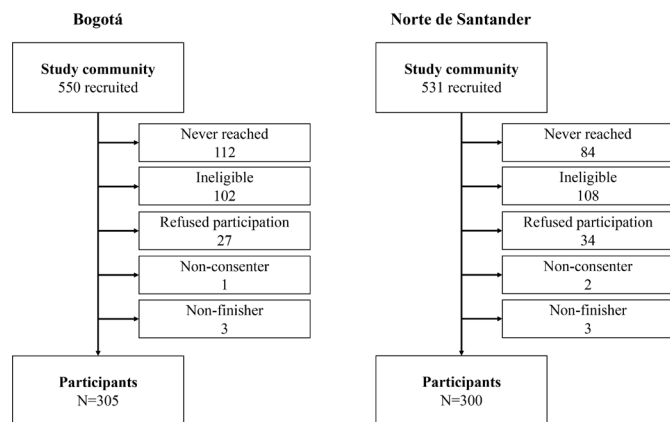 Bogotá
Study community
550 recruited
Never reached
112
Ineligible
102
Refused participation
27
Non-consenter
1
Non-finisher
3
Participants
N=305
Norte de Santander
Study community
531 recruited
Never reached
84
Ineligible
108
Refused participation
34
Non-consenter
2
Non-finisher
3
Participants
N=300